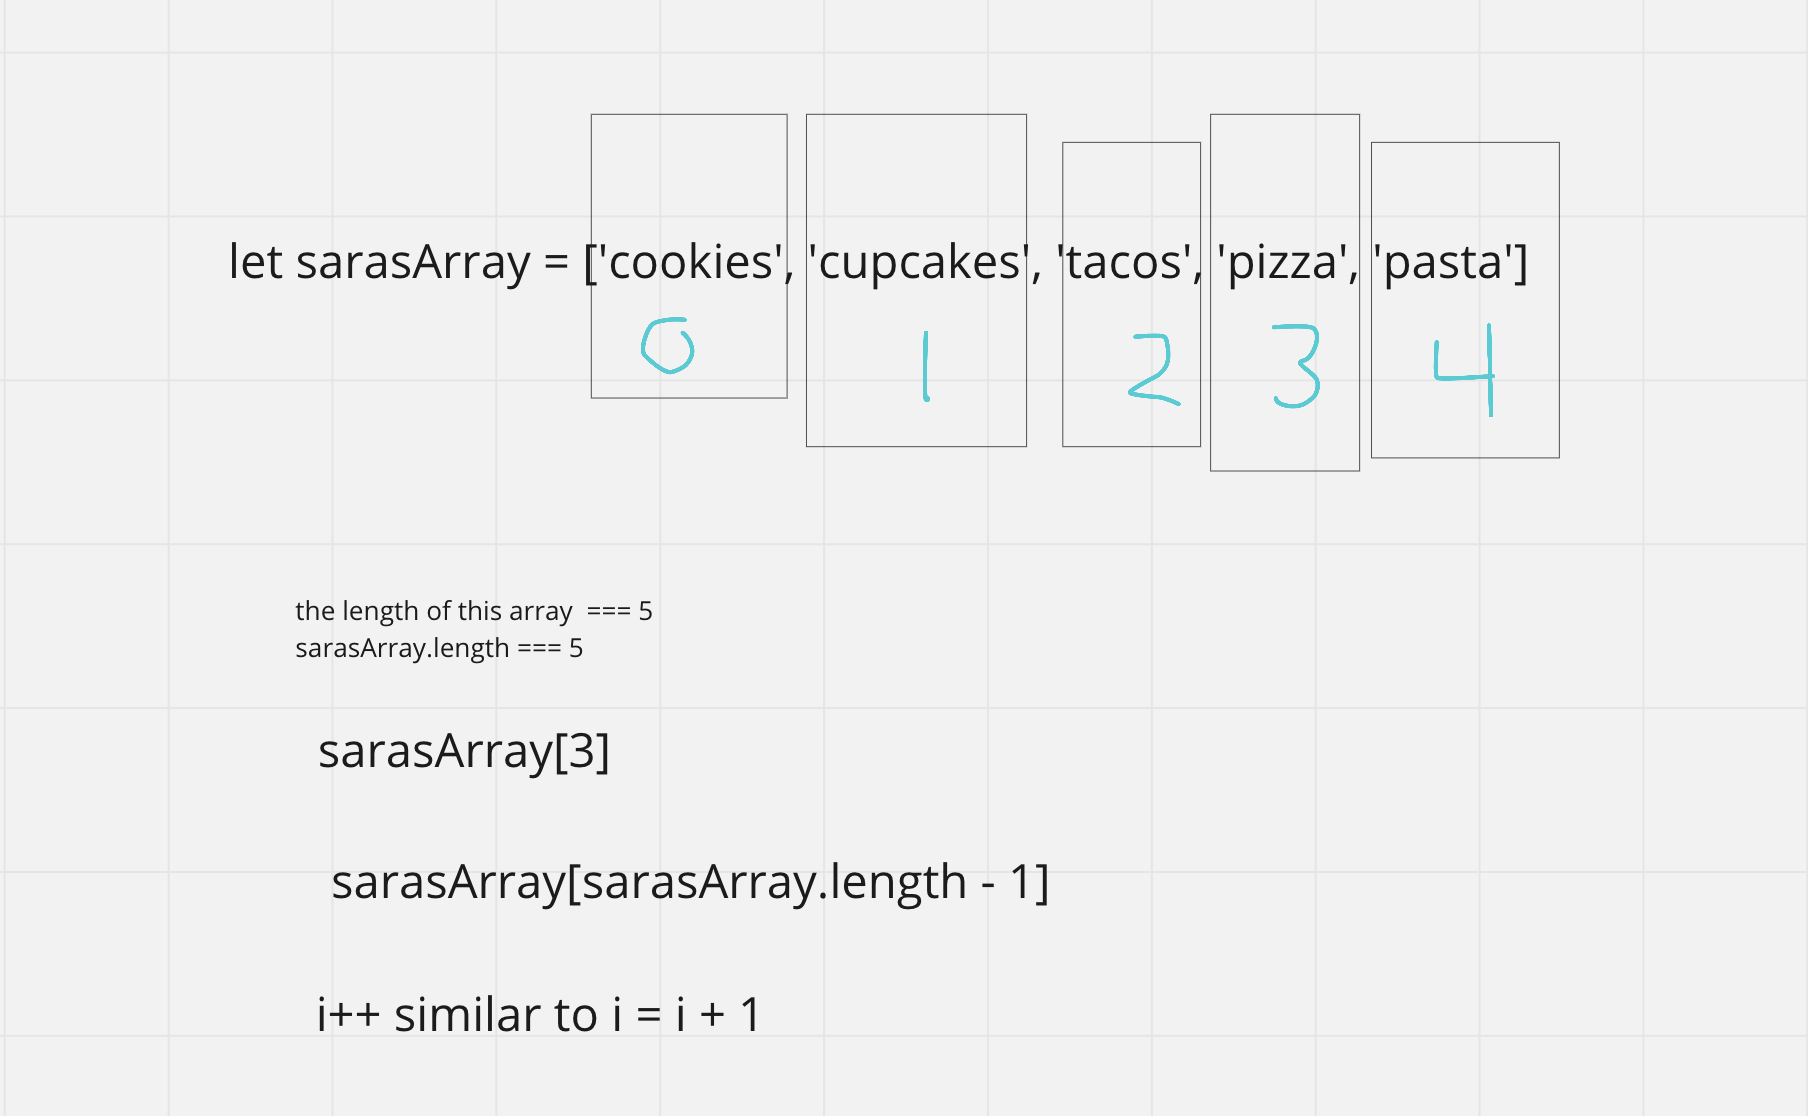 let sarasArray = ['cookies', 'cupcakes', 'tacos', 'pizza', 'pasta']
0 1 2 3 4
the length of this array  === 5
sarasArray.length === 5
sarasArray[3]
sarasArray[sarasArray.length - 1]
i++ similar to i = i + 1